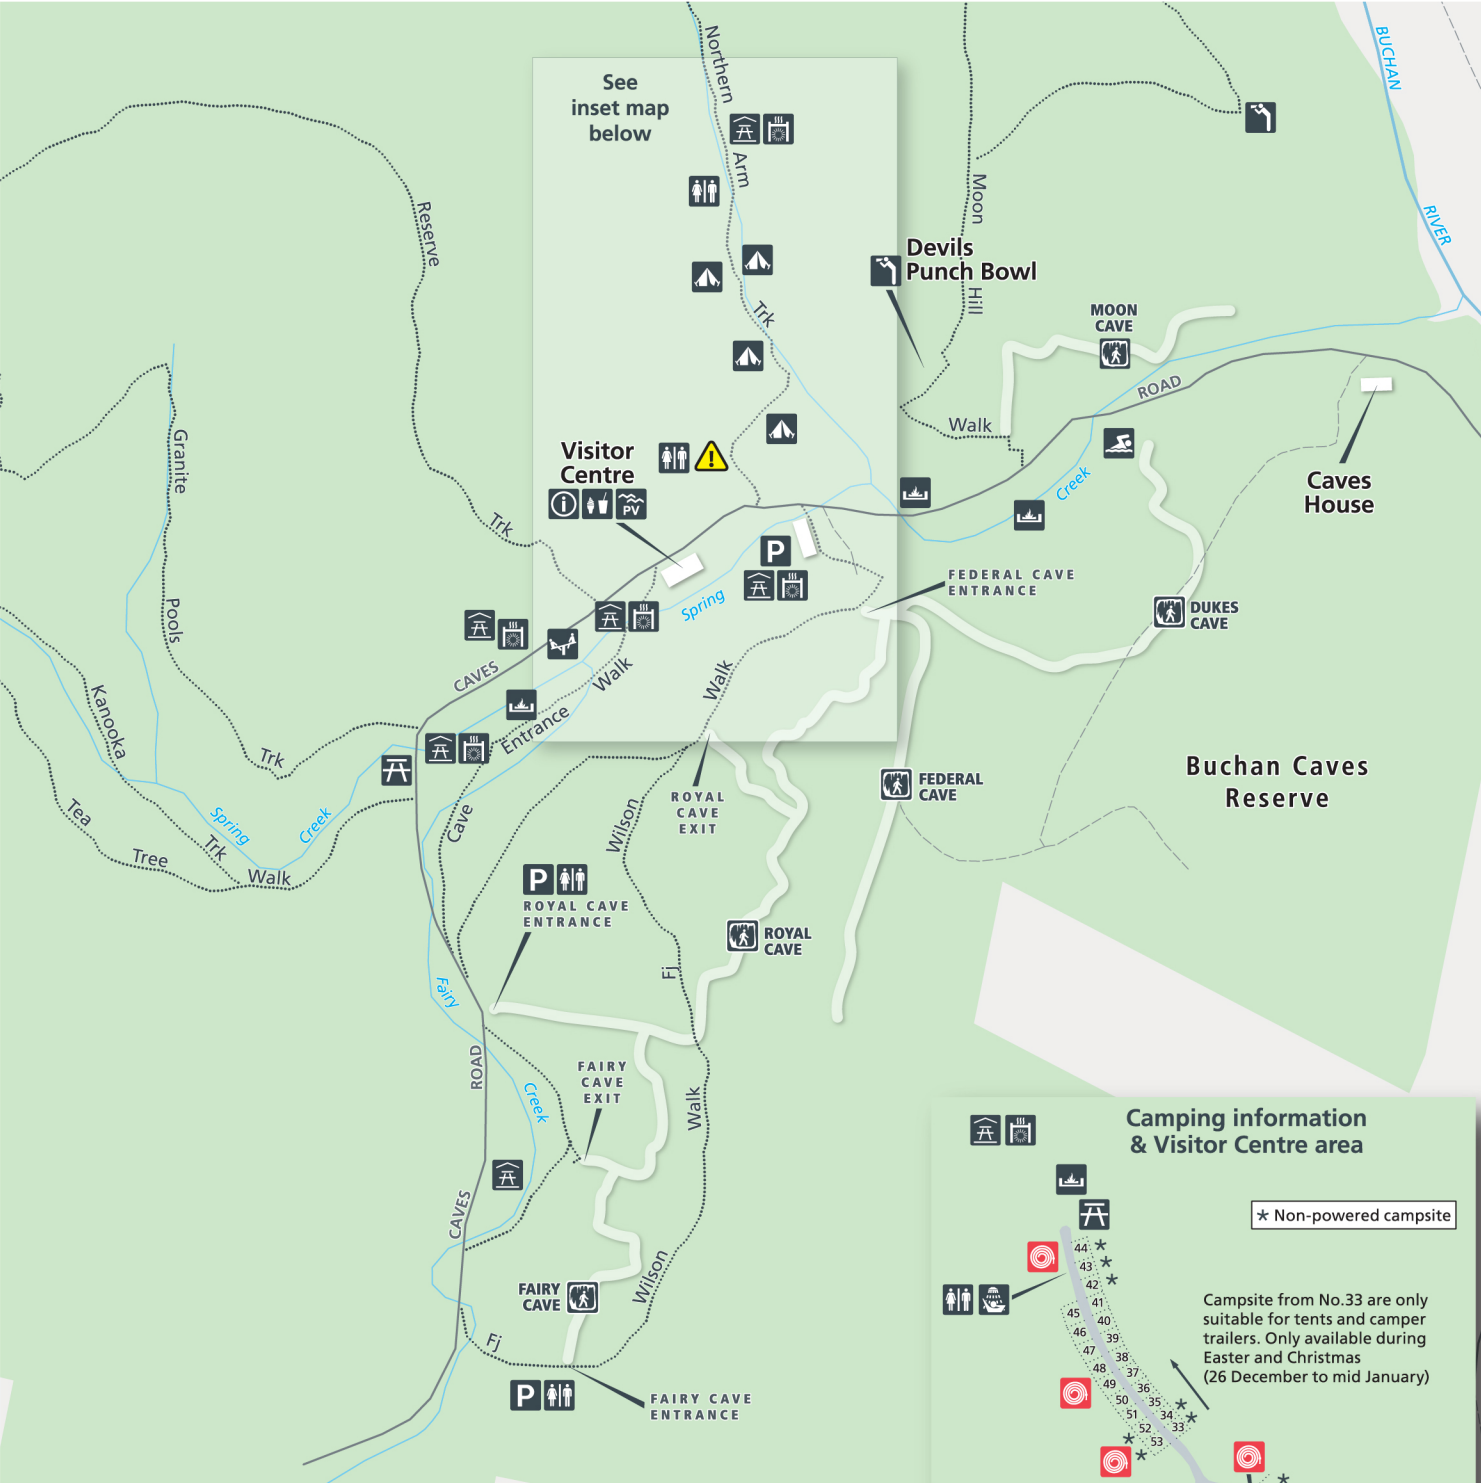 BUCHAN
RIVER
Northern
Arm
Trk
See
inset map
below
Reserve
Trk
Moon
Hill
Walk
Devils
Punch Bowl
MOON
CAVE
ROAD
Creek
Caves
House
Granite
Pools
Trk
Visitor
Centre
i
PV
!
P
Spring
FEDERAL CAVE
ENTRANCE
DUKES
CAVE
CAVES
Walk
Entrance
Cave
Walk
Kanooka
Trk
Tea
Tree
Walk
Spring
Creek
ROYAL
CAVE
EXIT
Wilson
Fj
Walk
FEDERAL
CAVE
Buchan Caves
Reserve
P
ROYAL CAVE
ENTRANCE
ROYAL
CAVE
Fairy
Creek
ROAD
CAVES
FAIRY
CAVE
EXIT
FAIRY
CAVE
Wilson
Fj
P
FAIRY CAVE
ENTRANCE
Camping information
& Visitor Centre area
* Non-powered campsite
44 *
43 *
42 *
41
40
39
38
37
36
35
34 *
33 *
45
46
47
48
49
50
51
52 *
53 *
*
Campsite from No.33 are only
suitable for tents and camper
trailers. Only available during
Easter and Christmas
(26 December to mid January)